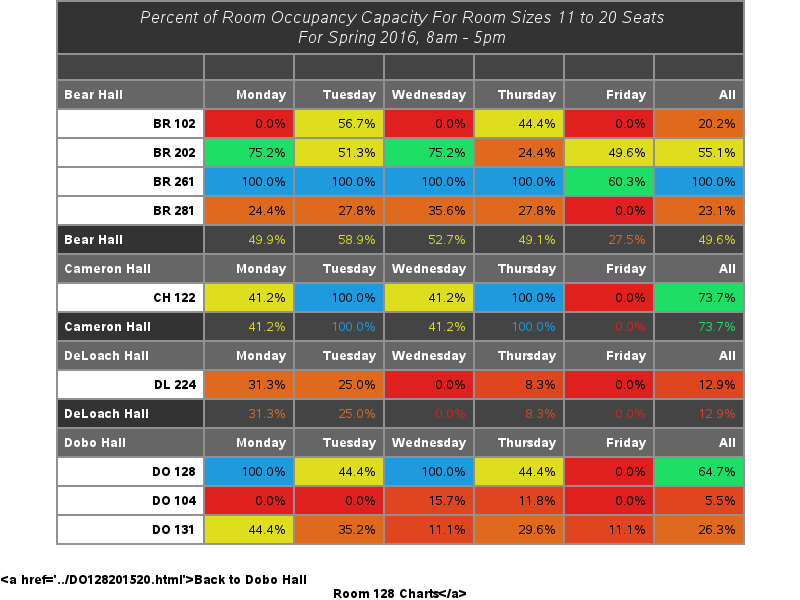 Percent of Room Occupancy Capacity For Room Sizes 11 to 20 Seats
For Spring 2016, 8am - 5pm
Bear Hall Monday Tuesday Wednesday Thursday Friday All
BR 102 0.0% 56.7% 0.0% 44.4% 0.0% 20.2%
BR 202 75.2% 51.3% 75.2% 24.4% 49.6% 55.1%
BR 261 100.0% 100.0% 100.0% 100.0% 60.3% 100.0%
BR 281 24.4% 27.8% 35.6% 27.8% 0.0% 23.1%
Bear Hall 49.9% 58.9% 52.7% 49.1% 27.5% 49.6%
Cameron Hall Monday Tuesday Wednesday Thursday Friday All
CH 122 41.2% 100.0% 41.2% 100.0% 0.0% 73.7%
Cameron Hall 41.2% 100.0% 41.2% 100.0% 0.0% 73.7%
DeLoach Hall Monday Tuesday Wednesday Thursday Friday All
DL 224 31.3% 25.0% 0.0% 8.3% 0.0% 12.9%
DeLoach Hall 31.3% 25.0% 0.0% 8.3% 0.0% 12.9%
Dobo Hall Monday Tuesday Wednesday Thursday Friday All
DO 128 100.0% 44.4% 100.0% 44.4% 0.0% 64.7%
DO 104 0.0% 0.0% 15.7% 11.8% 0.0% 5.5%
DO 131 44.4% 35.2% 11.1% 29.6% 11.1% 26.3%
<a href='../DO128201520.html'>Back to Dobo Hall
Room 128 Charts</a>